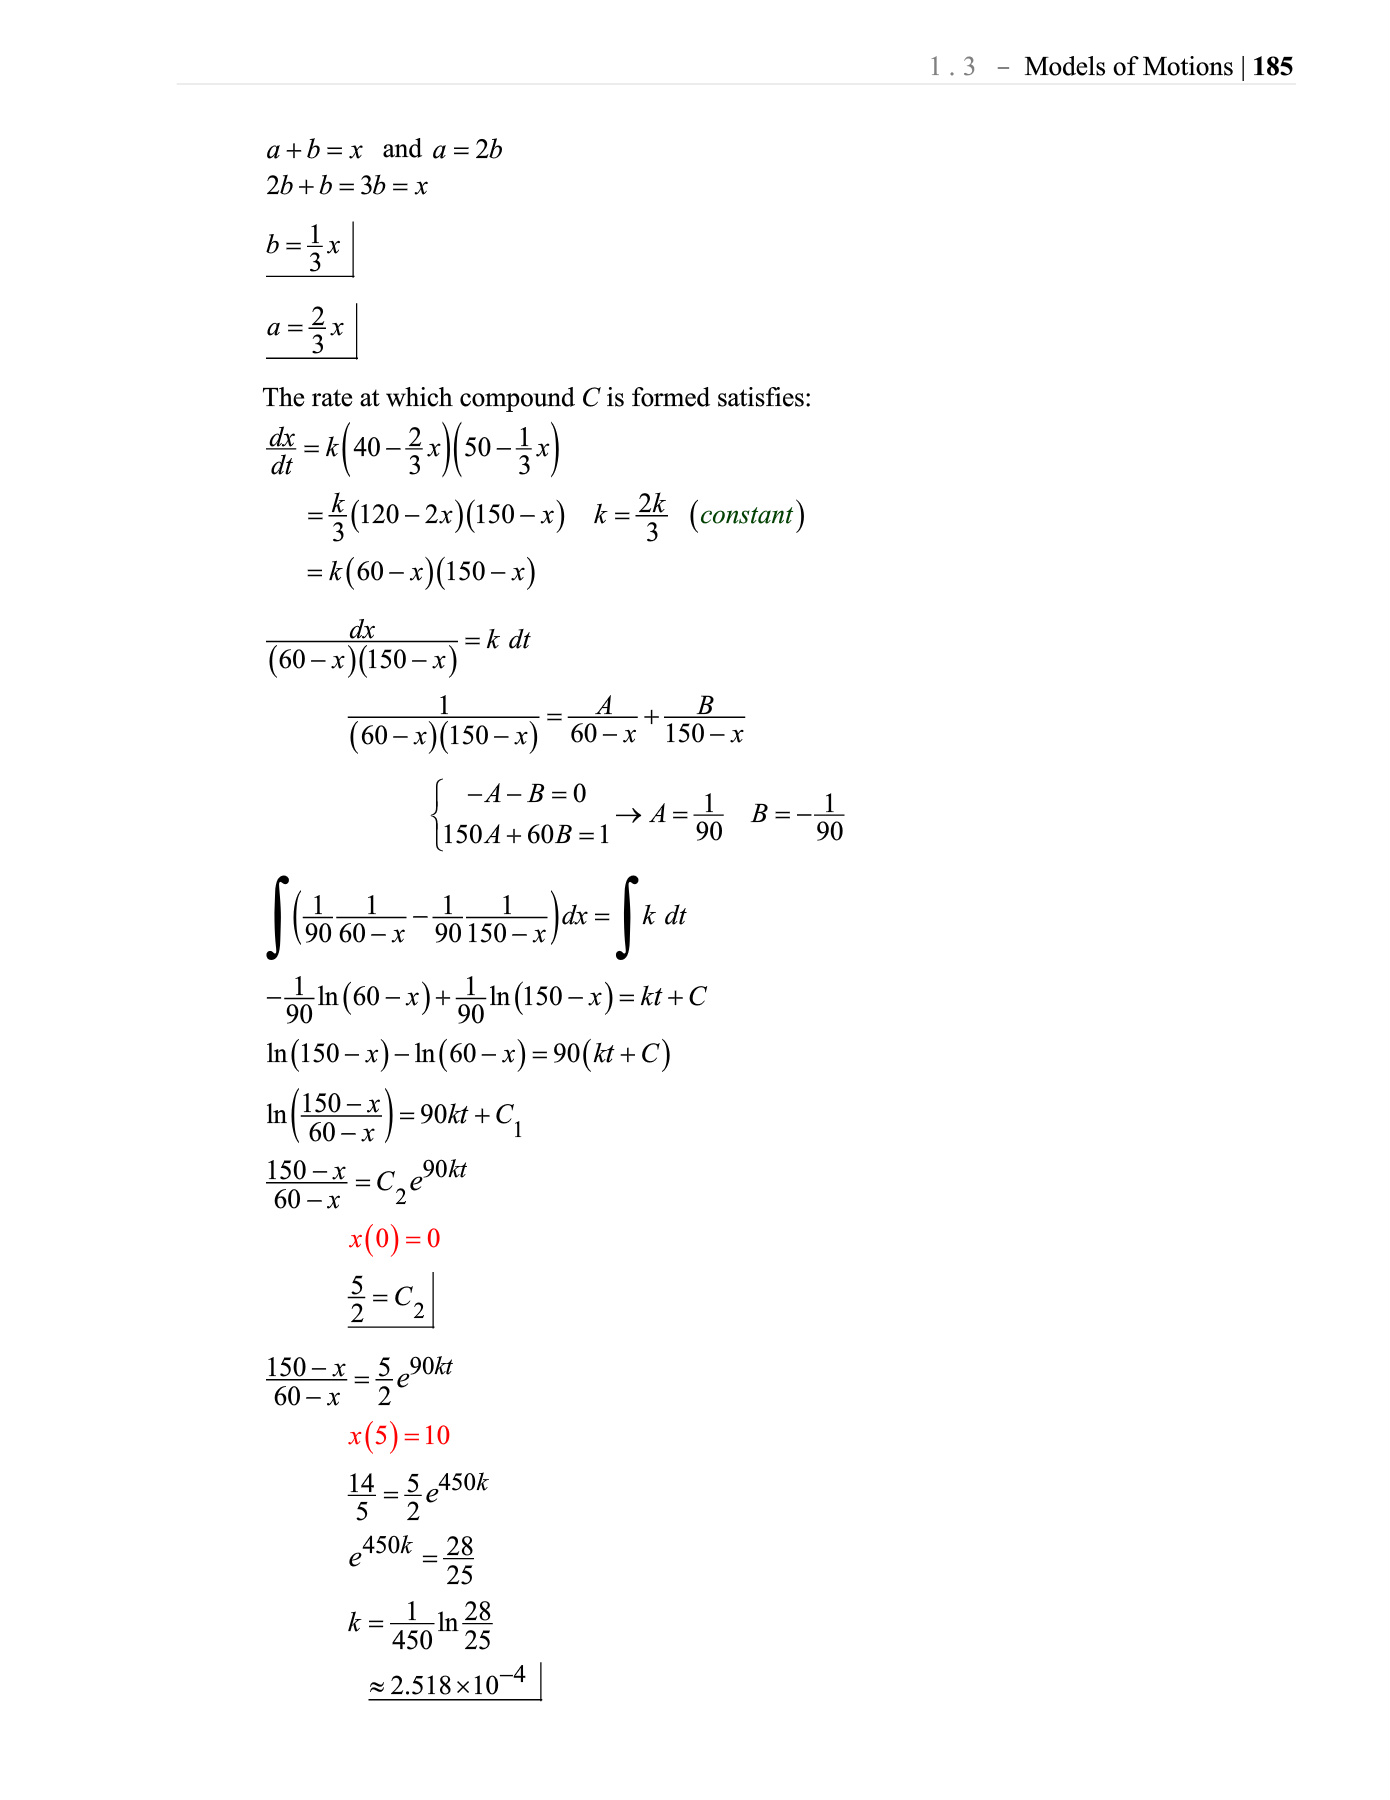 1 . 3 – Models of Motions | 185
a + b = x and a = 2b
2b + b = 3b = x
b = \frac{1}{3}x
a = \frac{2}{3}x
The rate at which compound C is formed satisfies:
\frac{dx}{dt} = k\left(40 - \frac{2}{3}x\right)\left(50 - \frac{1}{3}x\right)
= \frac{k}{3}(120 - 2x)(150 - x) k = \frac{2k}{3} (constant)
= k(60 - x)(150 - x)
\frac{dx}{(60 - x)(150 - x)} = k dt
\frac{1}{(60 - x)(150 - x)} = \frac{A}{60 - x} + \frac{B}{150 - x}
\begin{cases} -A - B = 0 \\ 150A + 60B = 1 \end{cases} \rightarrow A = \frac{1}{90} B = -\frac{1}{90}
\int \left(\frac{1}{90}\frac{1}{60 - x} - \frac{1}{90}\frac{1}{150 - x}\right)dx = \int k dt
-\frac{1}{90}\ln(60 - x) + \frac{1}{90}\ln(150 - x) = kt + C
\ln(150 - x) - \ln(60 - x) = 90(kt + C)
\ln\left(\frac{150 - x}{60 - x}\right) = 90kt + C_1
\frac{150 - x}{60 - x} = C_2 e^{90kt}
x(0) = 0
\frac{5}{2} = C_2
\frac{150 - x}{60 - x} = \frac{5}{2}e^{90kt}
x(5) = 10
\frac{14}{5} = \frac{5}{2}e^{450k}
e^{450k} = \frac{28}{25}
k = \frac{1}{450}\ln\frac{28}{25}
\approx 2.518 \times 10^{-4}